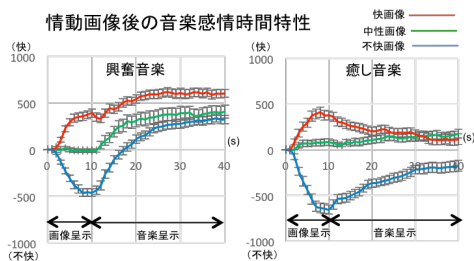 情動画像後の音楽感情時間特性
快画像
中性画像
不快画像
(快)
1000
500
0
-500
-1000
(不快)
興奮音楽
(s)
0 10 20 30 40
画像呈示 音楽呈示
(快)
1000
500
0
-500
-1000
(不快)
癒し音楽
(s)
0 10 20 30 40
画像呈示 音楽呈示